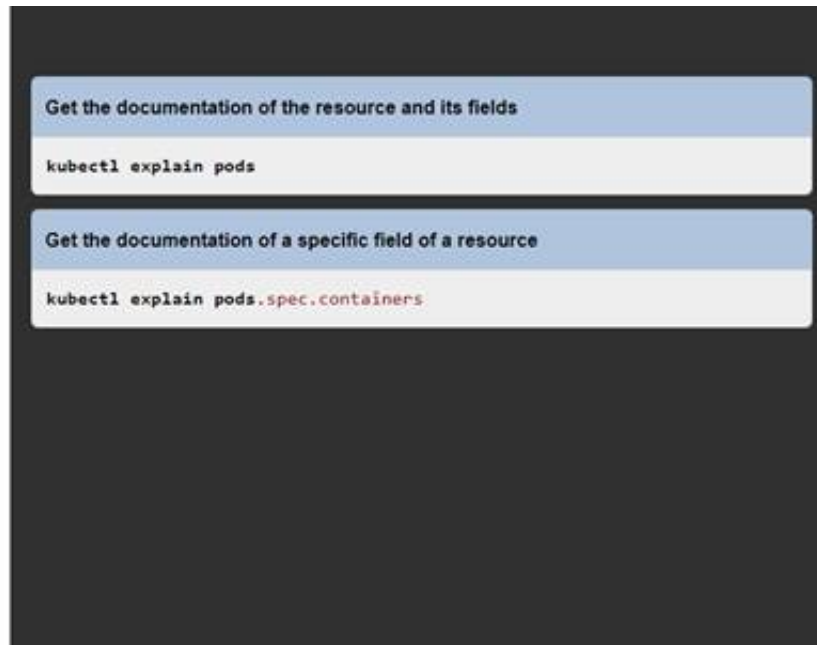 Get the documentation of the resource and its fields
kubectl explain pods
Get the documentation of a specific field of a resource
kubectl explain pods.spec.containers